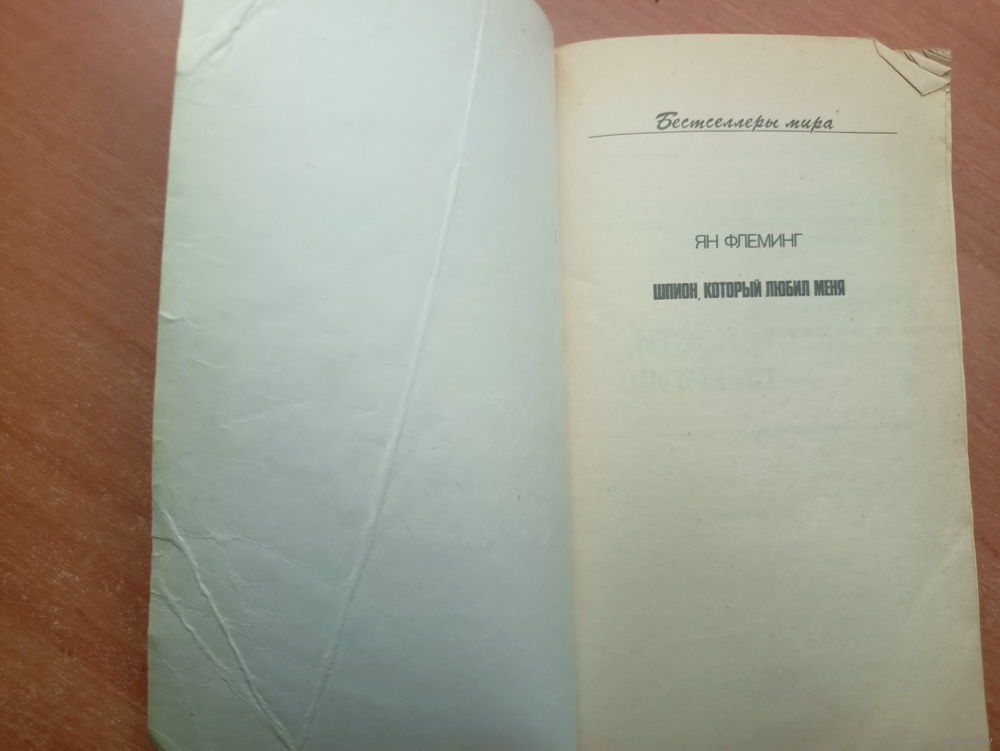 Бестселлеры мира
ЯН ФЛЕМИНГ
ШПИОН, КОТОРЫЙ ЛЮБИЛ МЕНЯ